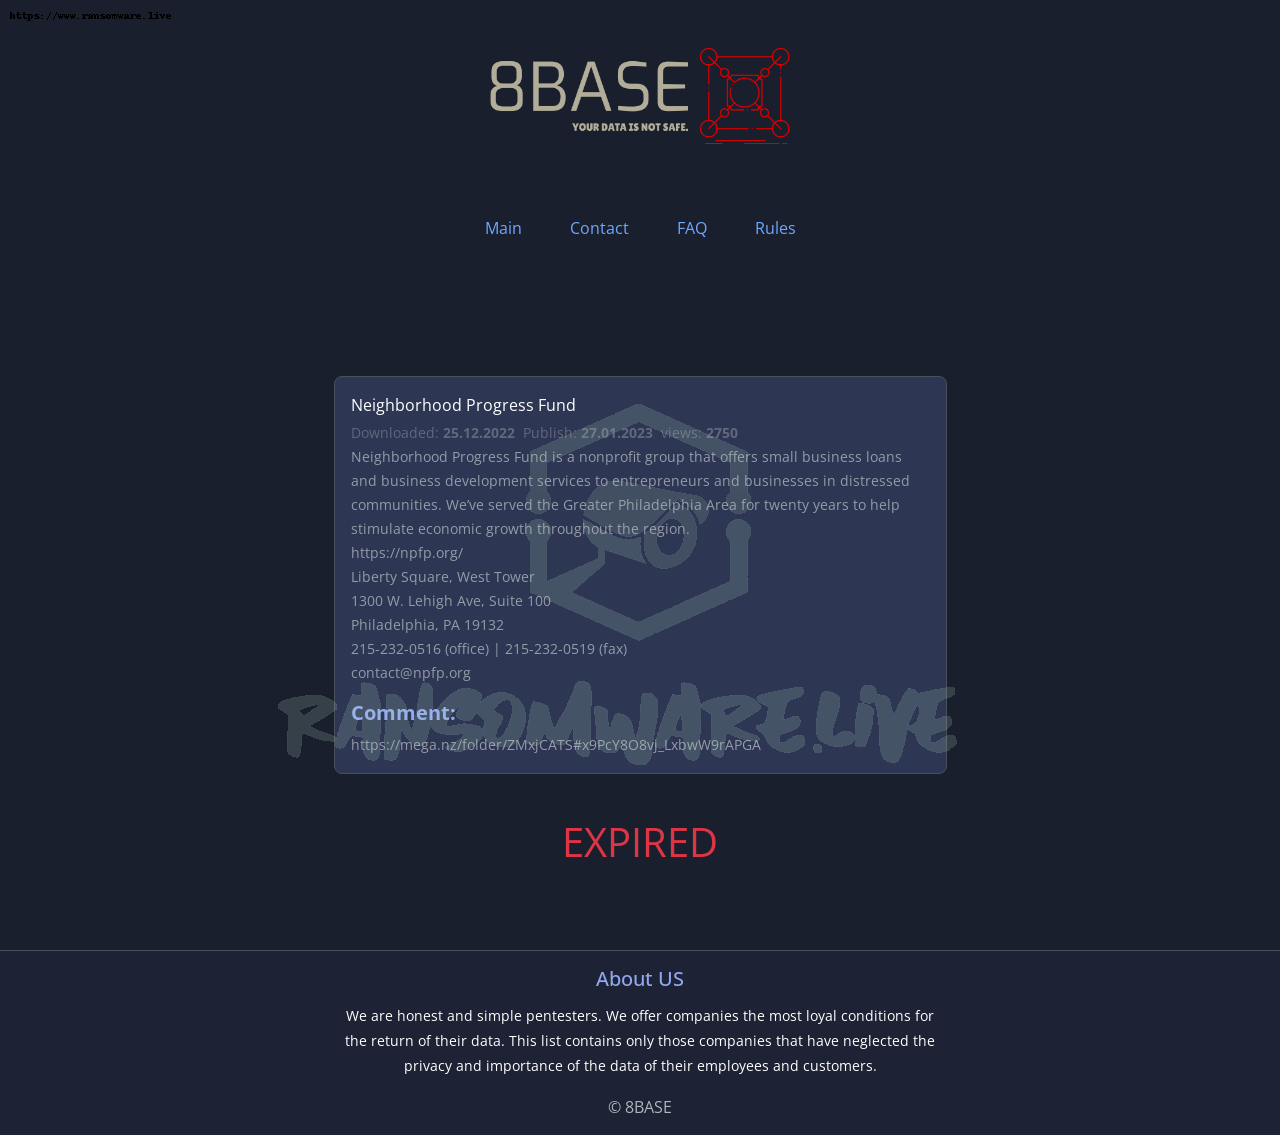 https://www.ransomware.live
8BASE
YOUR DATA IS NOT SAFE.
Main Contact FAQ Rules
Neighborhood Progress Fund
Downloaded: 25.12.2022 Publish: 27.01.2023 views: 2750
Neighborhood Progress Fund is a nonprofit group that offers small business loans
and business development services to entrepreneurs and businesses in distressed
communities. We’ve served the Greater Philadelphia Area for twenty years to help
stimulate economic growth throughout the region.
https://npfp.org/
Liberty Square, West Tower
1300 W. Lehigh Ave, Suite 100
Philadelphia, PA 19132
215-232-0516 (office) | 215-232-0519 (fax)
contact@npfp.org
RANSOMWARE.LIVE
Comment:
https://mega.nz/folder/ZMxjCATS#x9PcY8O8vj_LxbwW9rAPGA
EXPIRED
About US
We are honest and simple pentesters. We offer companies the most loyal conditions for
the return of their data. This list contains only those companies that have neglected the
privacy and importance of the data of their employees and customers.
© 8BASE